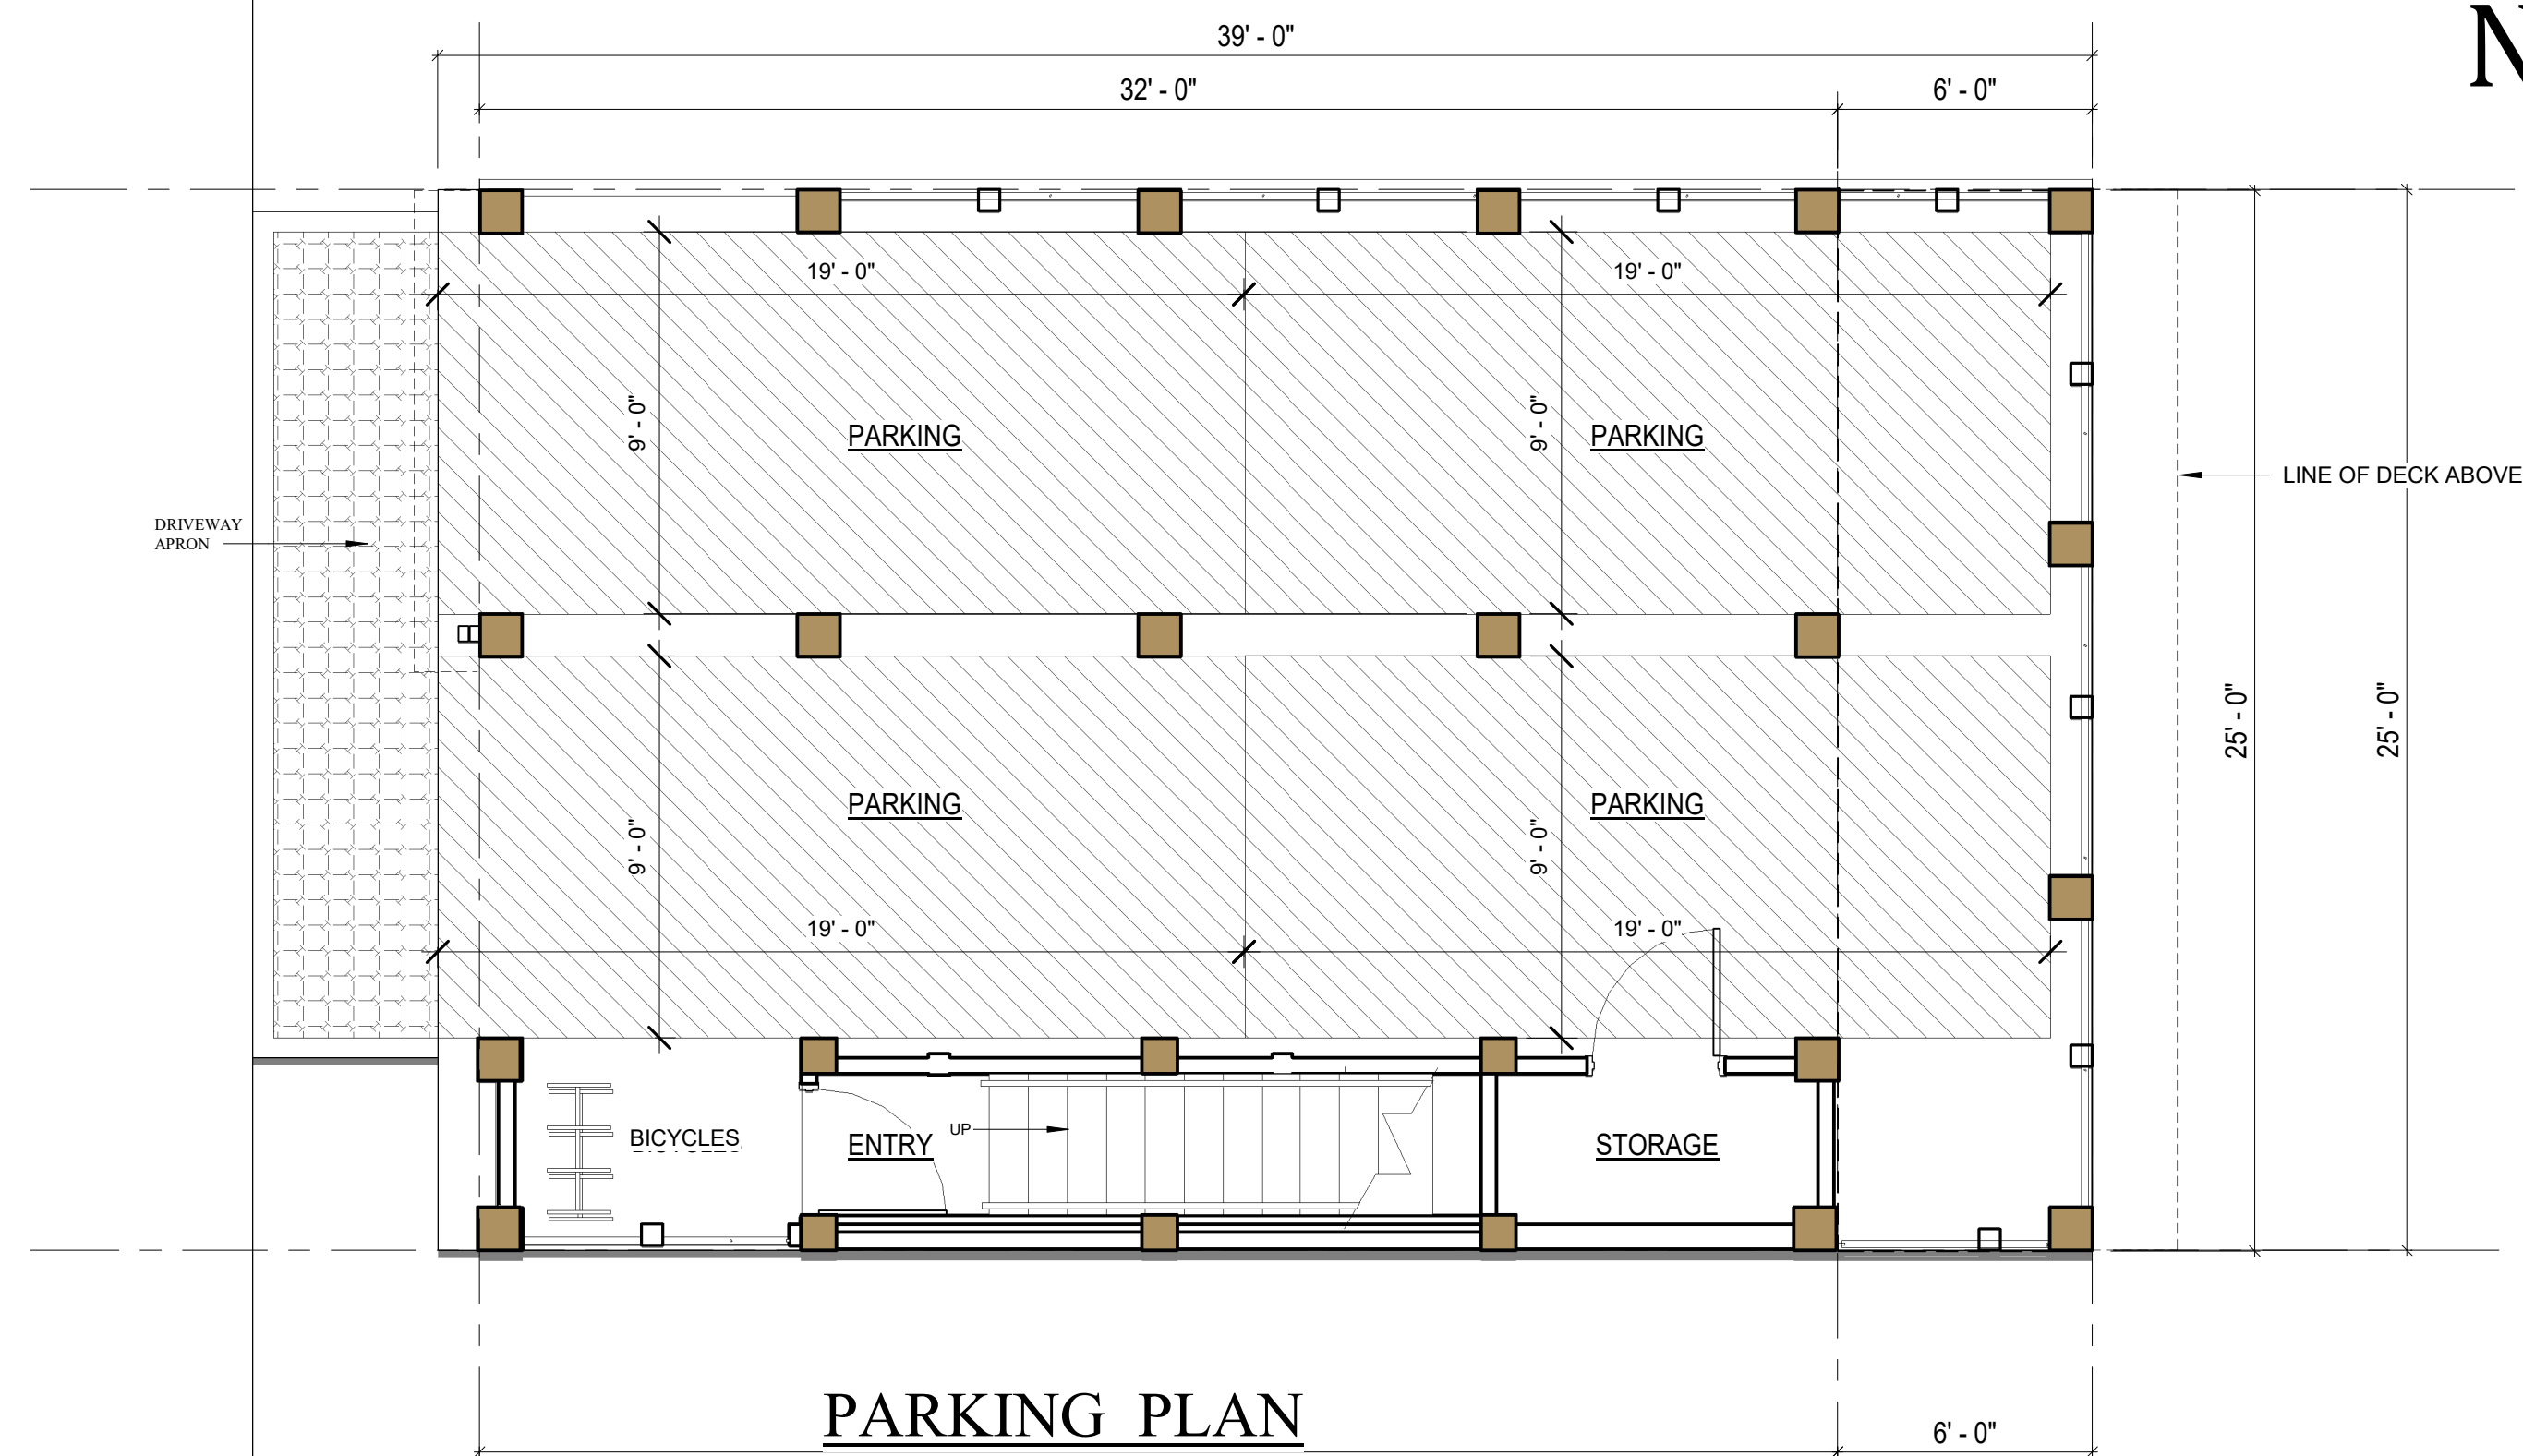 39' - 0"
N
32' - 0"
6' - 0"
19' - 0"
19' - 0"
9' - 0"
9' - 0"
PARKING
PARKING
LINE OF DECK ABOVE
DRIVEWAY
APRON
25' - 0"
25' - 0"
PARKING
PARKING
9' - 0"
9' - 0"
19' - 0"
19' - 0"
BICYCLES
ENTRY
UP
STORAGE
PARKING PLAN
6' - 0"